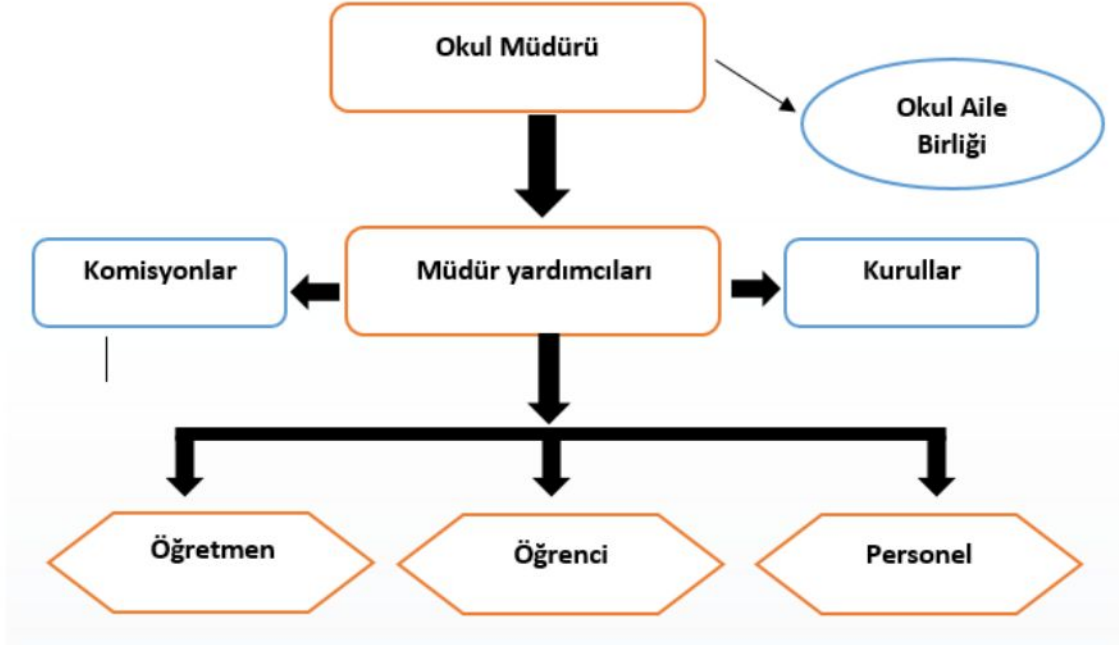 Okul Müdürü
Okul Aile
Birliği
Komisyonlar
Müdür yardımcıları
Kurullar
Öğretmen
Öğrenci
Personel